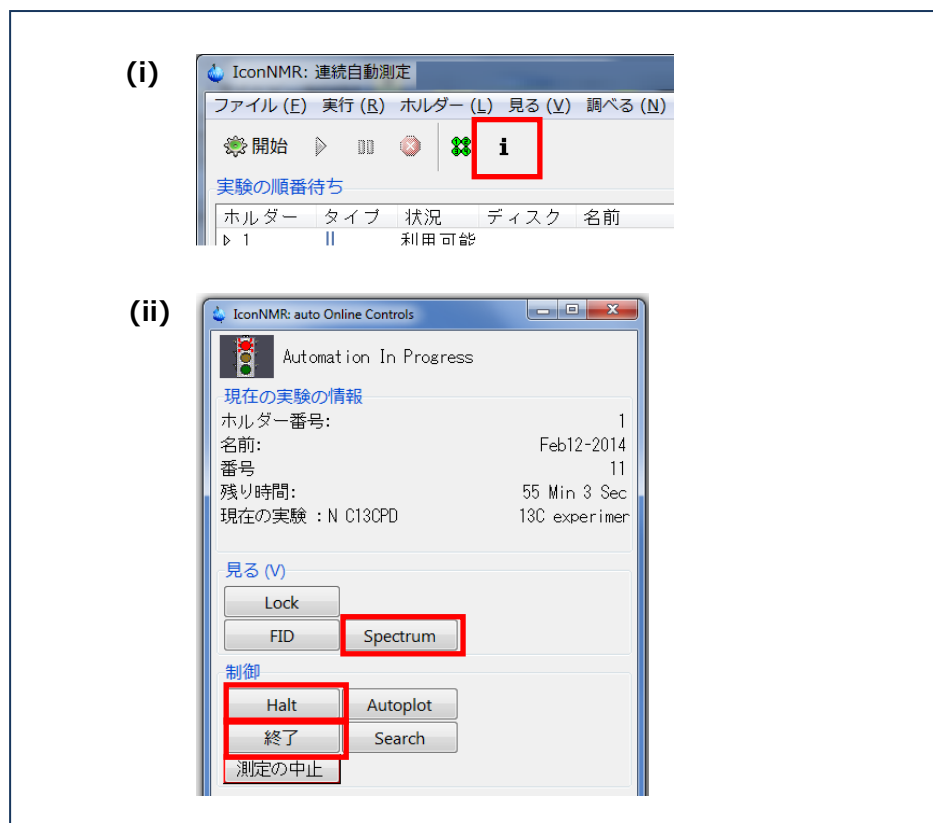 (i)
IconNMR: 連続自動測定
ファイル (F) 実行 (R) ホルダー (L) 見る (V) 調べる (N)
開始 i
実験の順番待ち
ホルダー タイプ 状況 ディスク 名前
1 利用可能
(ii)
IconNMR: auto Online Controls
Automation In Progress
現在の実験の情報
ホルダー番号: 1
名前: Feb12-2014
番号 11
残り時間: 55 Min 3 Sec
現在の実験 : N C13CPD 13C experimer
見る (V)
Lock
FID Spectrum
制御
Halt Autoplot
終了 Search
測定の中止